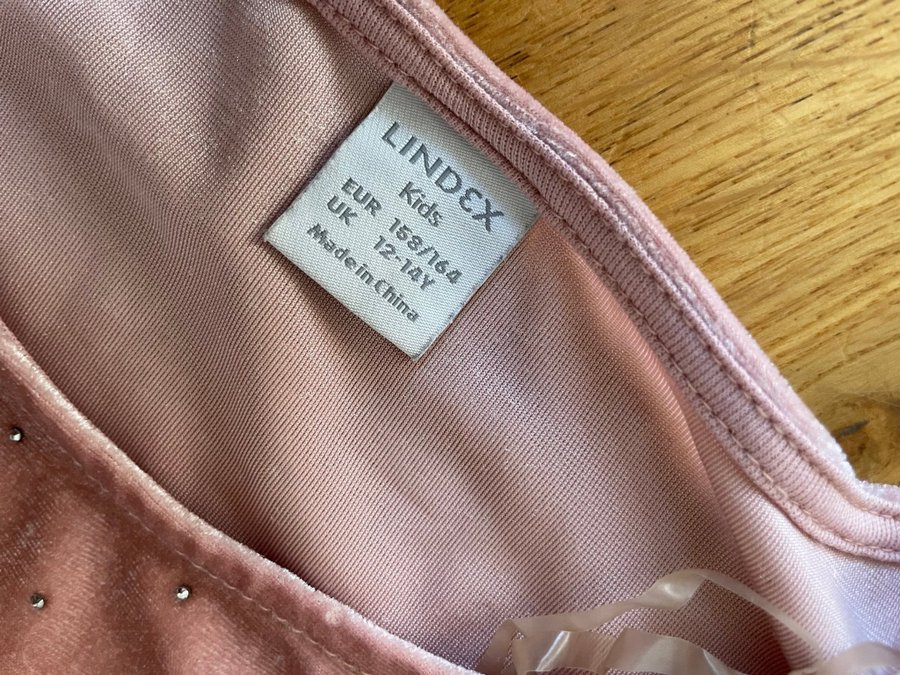 LINDEX
Kids
EUR 158/164
UK 12-14Y
Made in China